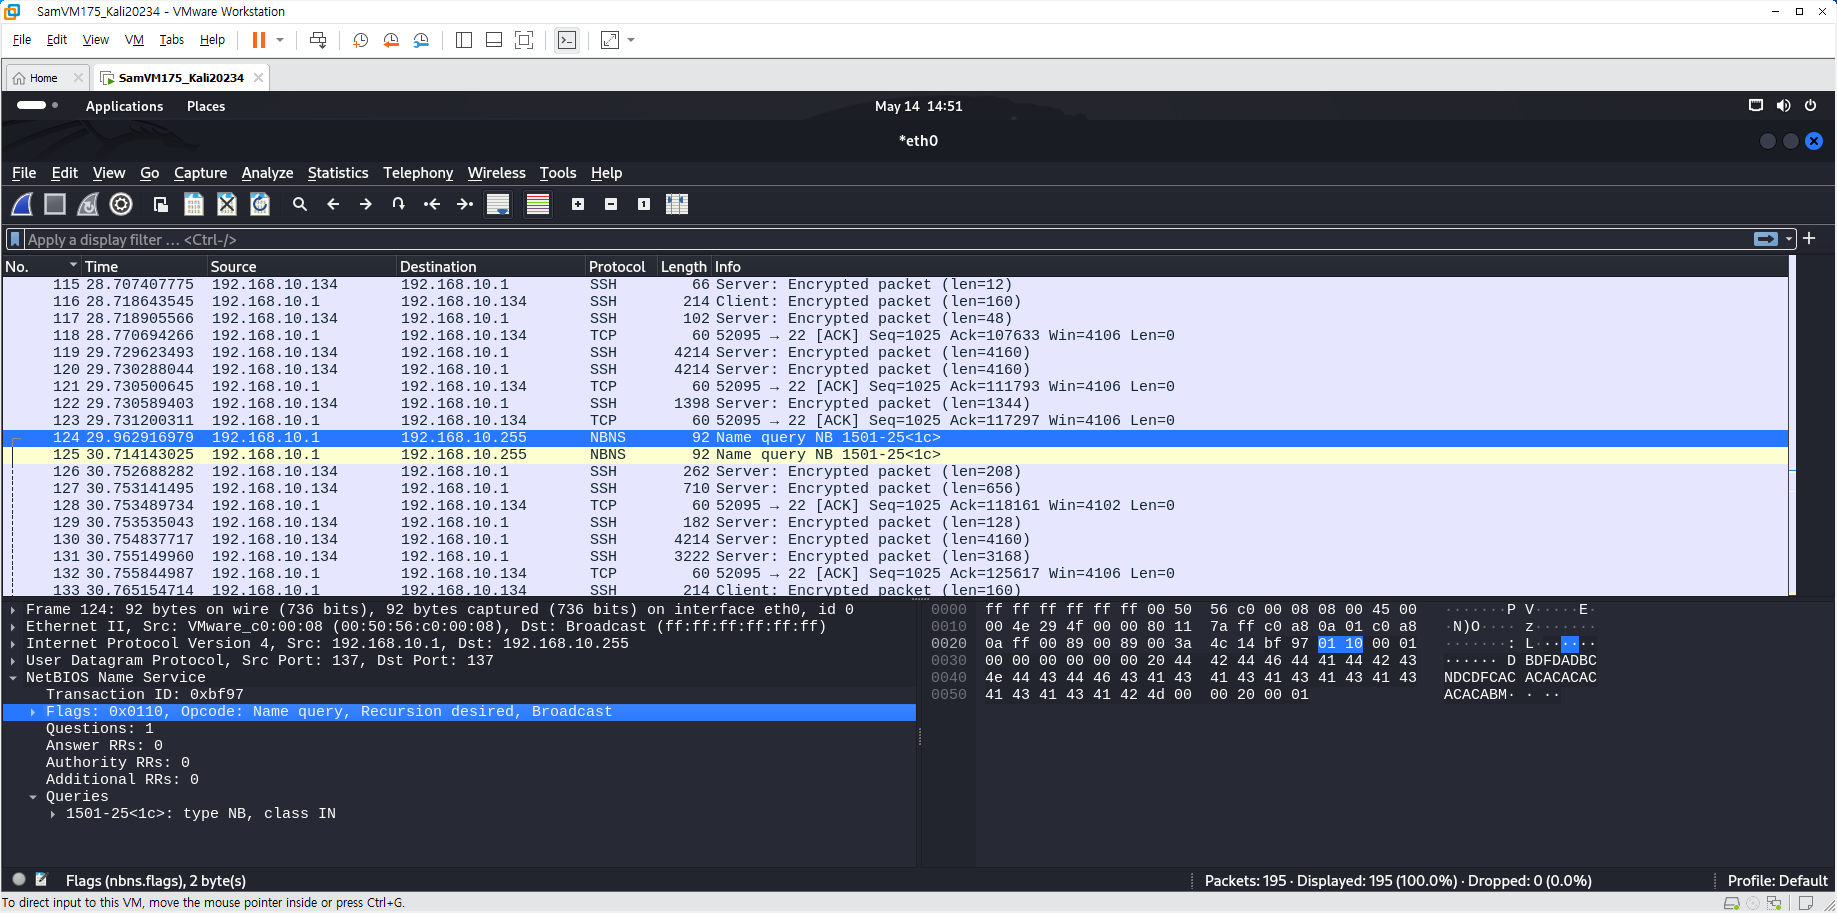 SamVM175_Kali20234 - VMware Workstation
File Edit View VM Tabs Help
Home SamVM175_Kali20234
Applications Places May 14 14:51
*eth0
File Edit View Go Capture Analyze Statistics Telephony Wireless Tools Help
Apply a display filter … <Ctrl-/>
No. Time Source Destination Protocol Length Info
115 28.707407775 192.168.10.134 192.168.10.1 SSH 66 Server: Encrypted packet (len=12)
116 28.718643545 192.168.10.1 192.168.10.134 SSH 214 Client: Encrypted packet (len=160)
117 28.718905566 192.168.10.134 192.168.10.1 SSH 102 Server: Encrypted packet (len=48)
118 28.770694266 192.168.10.1 192.168.10.134 TCP 60 52095 → 22 [ACK] Seq=1025 Ack=107633 Win=4106 Len=0
119 29.729623493 192.168.10.134 192.168.10.1 SSH 4214 Server: Encrypted packet (len=4160)
120 29.730288044 192.168.10.134 192.168.10.1 SSH 4214 Server: Encrypted packet (len=4160)
121 29.730500645 192.168.10.1 192.168.10.134 TCP 60 52095 → 22 [ACK] Seq=1025 Ack=111793 Win=4106 Len=0
122 29.730589403 192.168.10.134 192.168.10.1 SSH 1398 Server: Encrypted packet (len=1344)
123 29.731200311 192.168.10.1 192.168.10.134 TCP 60 52095 → 22 [ACK] Seq=1025 Ack=117297 Win=4106 Len=0
124 29.962916979 192.168.10.1 192.168.10.255 NBNS 92 Name query NB 1501-25<1c>
125 30.714143025 192.168.10.1 192.168.10.255 NBNS 92 Name query NB 1501-25<1c>
126 30.752688282 192.168.10.134 192.168.10.1 SSH 262 Server: Encrypted packet (len=208)
127 30.753141495 192.168.10.134 192.168.10.1 SSH 710 Server: Encrypted packet (len=656)
128 30.753489734 192.168.10.1 192.168.10.134 TCP 60 52095 → 22 [ACK] Seq=1025 Ack=118161 Win=4102 Len=0
129 30.753535043 192.168.10.134 192.168.10.1 SSH 182 Server: Encrypted packet (len=128)
130 30.754837717 192.168.10.134 192.168.10.1 SSH 4214 Server: Encrypted packet (len=4160)
131 30.755149960 192.168.10.134 192.168.10.1 SSH 3222 Server: Encrypted packet (len=3168)
132 30.755844987 192.168.10.1 192.168.10.134 TCP 60 52095 → 22 [ACK] Seq=1025 Ack=125617 Win=4106 Len=0
133 30.765154714 192.168.10.1 192.168.10.134 SSH 214 Client: Encrypted packet (len=160)
Frame 124: 92 bytes on wire (736 bits), 92 bytes captured (736 bits) on interface eth0, id 0
Ethernet II, Src: VMware_c0:00:08 (00:50:56:c0:00:08), Dst: Broadcast (ff:ff:ff:ff:ff:ff)
Internet Protocol Version 4, Src: 192.168.10.1, Dst: 192.168.10.255
User Datagram Protocol, Src Port: 137, Dst Port: 137
NetBIOS Name Service
Transaction ID: 0xbf97
Flags: 0x0110, Opcode: Name query, Recursion desired, Broadcast
Questions: 1
Answer RRs: 0
Authority RRs: 0
Additional RRs: 0
Queries
1501-25<1c>: type NB, class IN
0000 ff ff ff ff ff ff 00 50 56 c0 00 08 08 00 45 00 ·······P V·····E·
0010 00 4e 29 4f 00 00 80 11 7a ff c0 a8 0a 01 c0 a8 ·N)O···· z·······
0020 0a ff 00 89 00 89 00 3a 4c 14 bf 97 01 10 00 01 ·······: L·······
0030 00 00 00 00 00 00 20 44 42 44 46 44 41 44 42 43 ······ D BDFDADBC
0040 4e 44 43 44 46 43 41 43 41 43 41 43 41 43 41 43 NDCDFCAC ACACACAC
0050 41 43 41 43 41 42 4d 00 00 20 00 01 ACACABM· · ··
Flags (nbns.flags), 2 byte(s) Packets: 195 · Displayed: 195 (100.0%) · Dropped: 0 (0.0%) Profile: Default
To direct input to this VM, move the mouse pointer inside or press Ctrl+G.